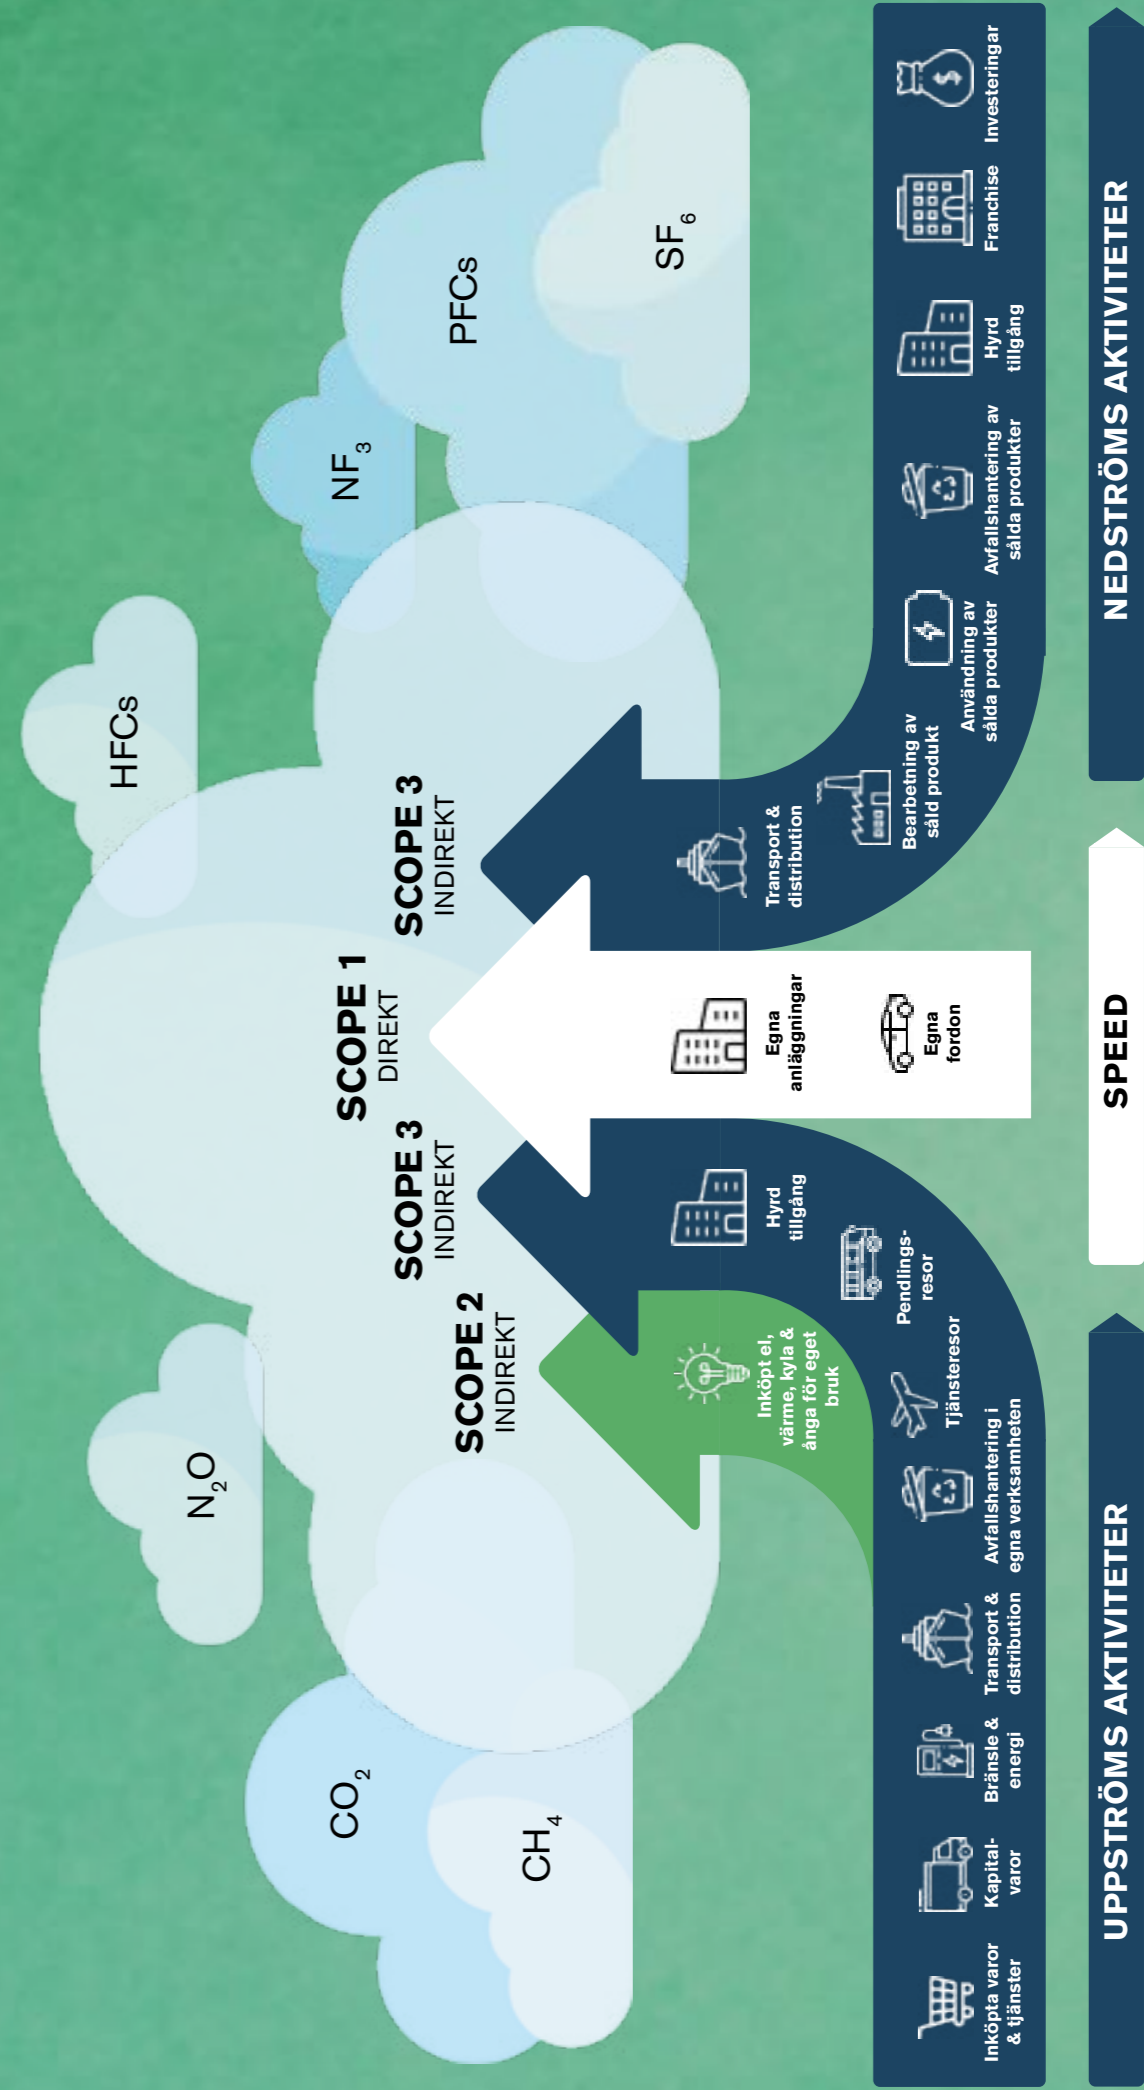 HFCs
N₂O
NF₃
PFCs
CO₂
SF₆
CH₄
SCOPE 2
INDIREKT
SCOPE 3
INDIREKT
SCOPE 1
DIREKT
SCOPE 3
INDIREKT
Inköpt el,
värme, kyla &
ånga för eget
bruk
Hyrd
tillgång
Egna
anläggningar
Transport &
distribution
Pendlings-
resor
Egna
fordon
Bearbetning av
såld produkt
Inköpta varor
& tjänster
Kapital-
varor
Bränsle &
energi
Transport &
distribution
Avfallshantering i
egna verksamheten
Tjänsteresor
Användning av
sålda produkter
Avfallshantering av
sålda produkter
Hyrd
tillgång
Franchise
Investeringar
UPPSTRÖMS AKTIVITETER
SPEED
NEDSTRÖMS AKTIVITETER